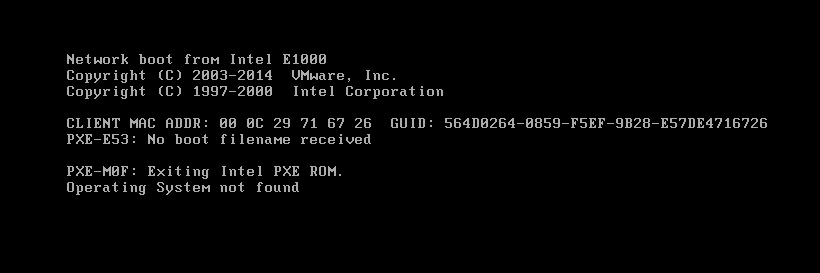 Network boot from Intel E1000
Copyright (C) 2003-2014  VMware, Inc.
Copyright (C) 1997-2000  Intel Corporation
CLIENT MAC ADDR: 00 0C 29 71 67 26  GUID: 564D0264-0859-F5EF-9B28-E57DE4716726
PXE-E53: No boot filename received
PXE-M0F: Exiting Intel PXE ROM.
Operating System not found